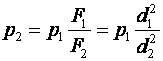 p₂ = p₁ F₁/F₂ = p₁ d₁²/d₂²